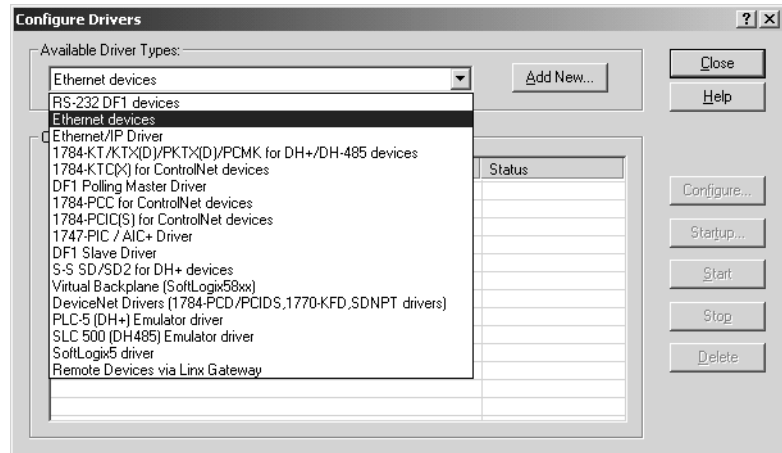 Configure Drivers
Available Driver Types:
Ethernet devices
Add New...
Close
Help
RS-232 DF1 devices
Ethernet devices
Ethernet/IP Driver
1784-KT/KTX(D)/PKTX(D)/PCMK for DH+/DH-485 devices
1784-KTC(X) for ControlNet devices
DF1 Polling Master Driver
1784-PCC for ControlNet devices
1784-PCIC(S) for ControlNet devices
1747-PIC / AIC+ Driver
DF1 Slave Driver
S-S SD/SD2 for DH+ devices
Virtual Backplane (SoftLogix58xx)
DeviceNet Drivers (1784-PCD/PCIDS,1770-KFD,SDNPT drivers)
PLC-5 (DH+) Emulator driver
SLC 500 (DH485) Emulator driver
SoftLogix5 driver
Remote Devices via Linx Gateway
Status
Configure...
Startup...
Start
Stop
Delete